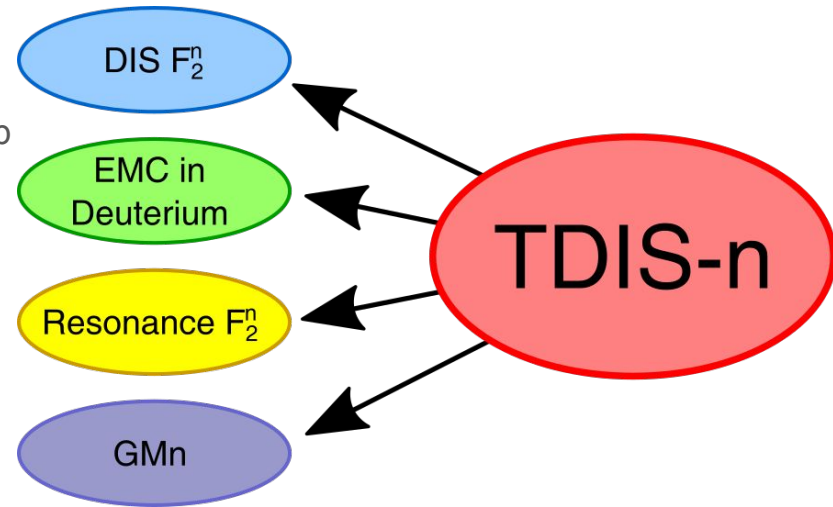 DIS F₂ⁿ
EMC in
Deuterium
Resonance F₂ⁿ
GMn
TDIS-n